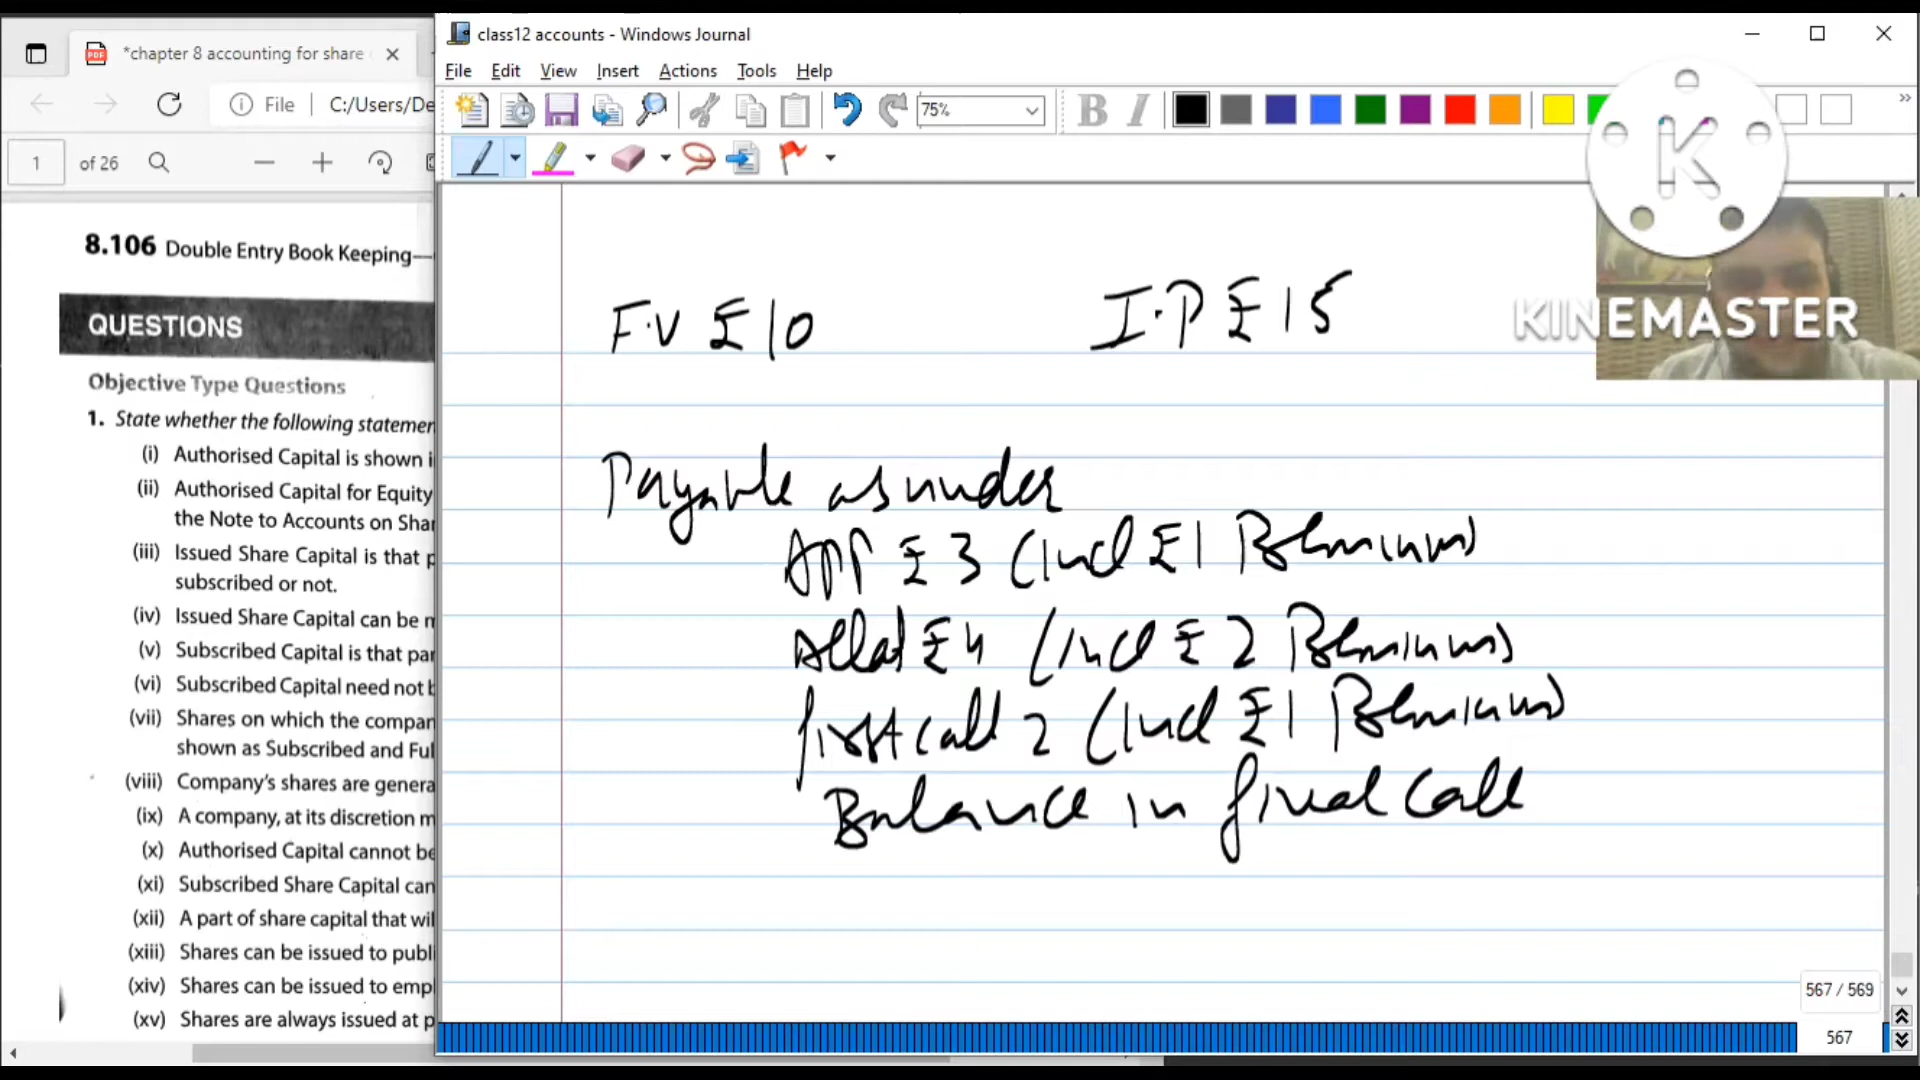 *chapter 8 accounting for share
class12 accounts - Windows Journal
File Edit View Insert Actions Tools Help
File C:/Users/De
75%
B I
1 of 26
K
KINEMASTER
8.106 Double Entry Book Keeping—
QUESTIONS
Objective Type Questions
1. State whether the following statemen
(i) Authorised Capital is shown i
(ii) Authorised Capital for Equity
the Note to Accounts on Shar
(iii) Issued Share Capital is that p
subscribed or not.
(iv) Issued Share Capital can be m
(v) Subscribed Capital is that par
(vi) Subscribed Capital need not b
(vii) Shares on which the compan
shown as Subscribed and Ful
(viii) Company's shares are genera
(ix) A company, at its discretion m
(x) Authorised Capital cannot be
(xi) Subscribed Share Capital can
(xii) A part of share capital that wil
(xiii) Shares can be issued to publi
(xiv) Shares can be issued to empl
(xv) Shares are always issued at p
F.V ₹10 I.P ₹15
Payable as under
APP ₹3 (incl ₹1 Premium)
Allot ₹4 (incl ₹2 Premium)
first call 2 (incl ₹1 Premium)
Balance in final call
567 / 569
567